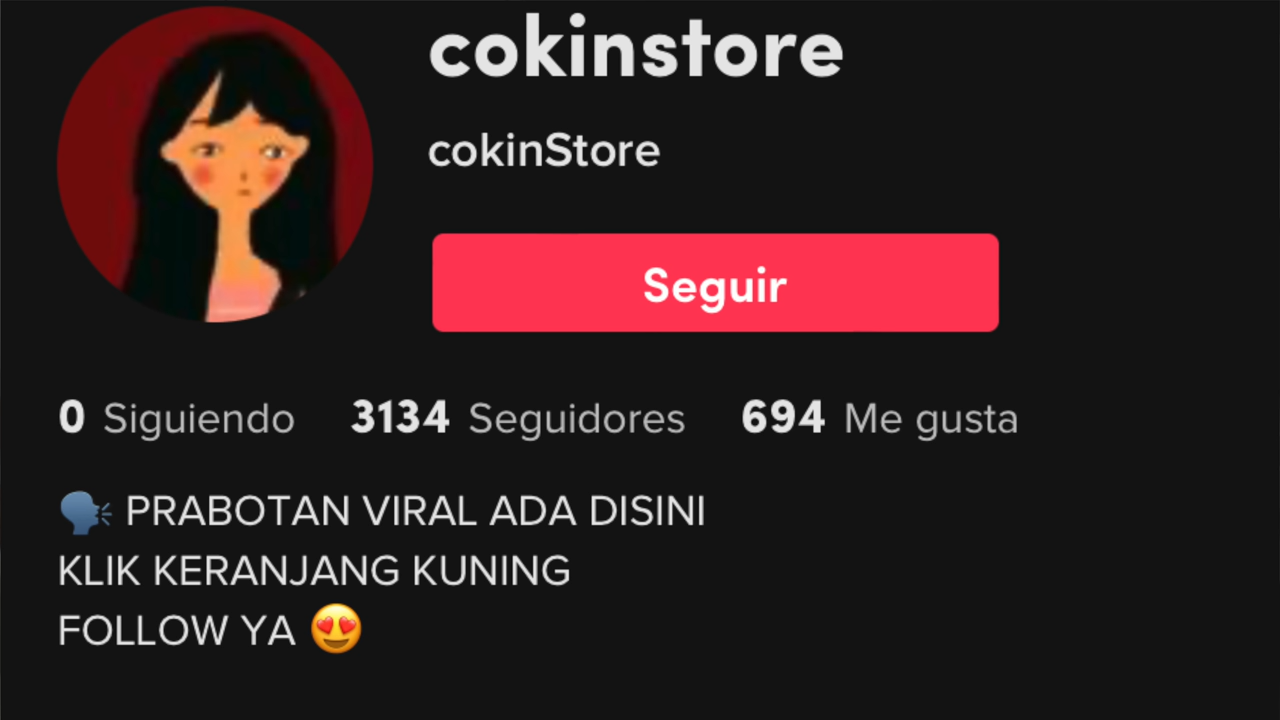 cokinstore
cokinStore
Seguir
0 Siguiendo 3134 Seguidores 694 Me gusta
🗣️ PRABOTAN VIRAL ADA DISINI
KLIK KERANJANG KUNING
FOLLOW YA 😍